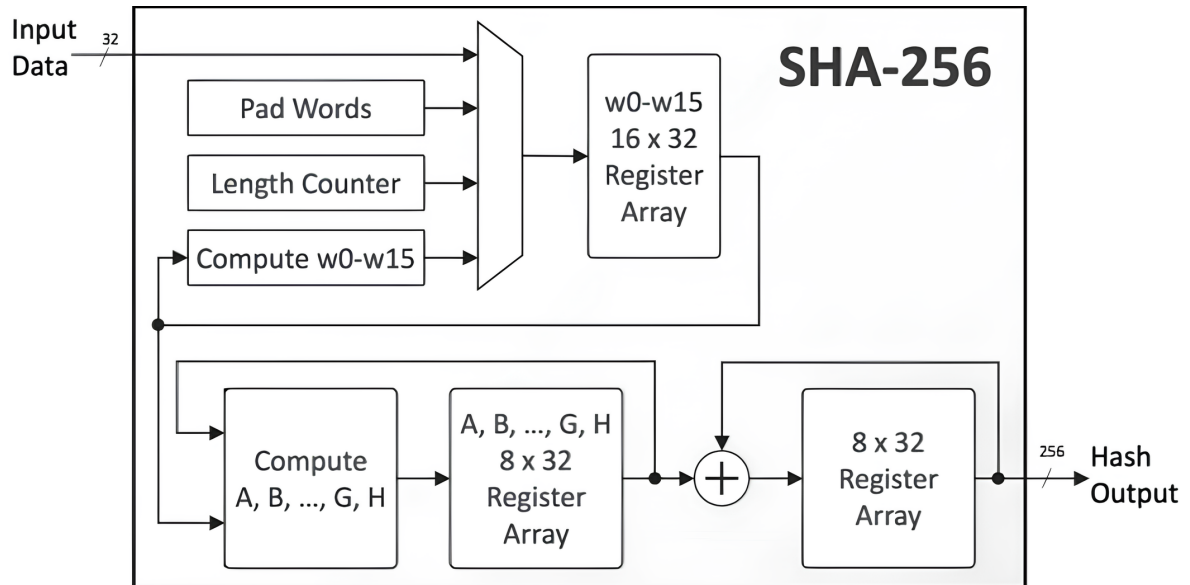 Input
Data
32
SHA-256
Pad Words
Length Counter
Compute w0-w15
w0-w15
16 x 32
Register
Array
Compute
A, B, ..., G, H
A, B, ..., G, H
8 x 32
Register
Array
+
8 x 32
Register
Array
256
Hash
Output